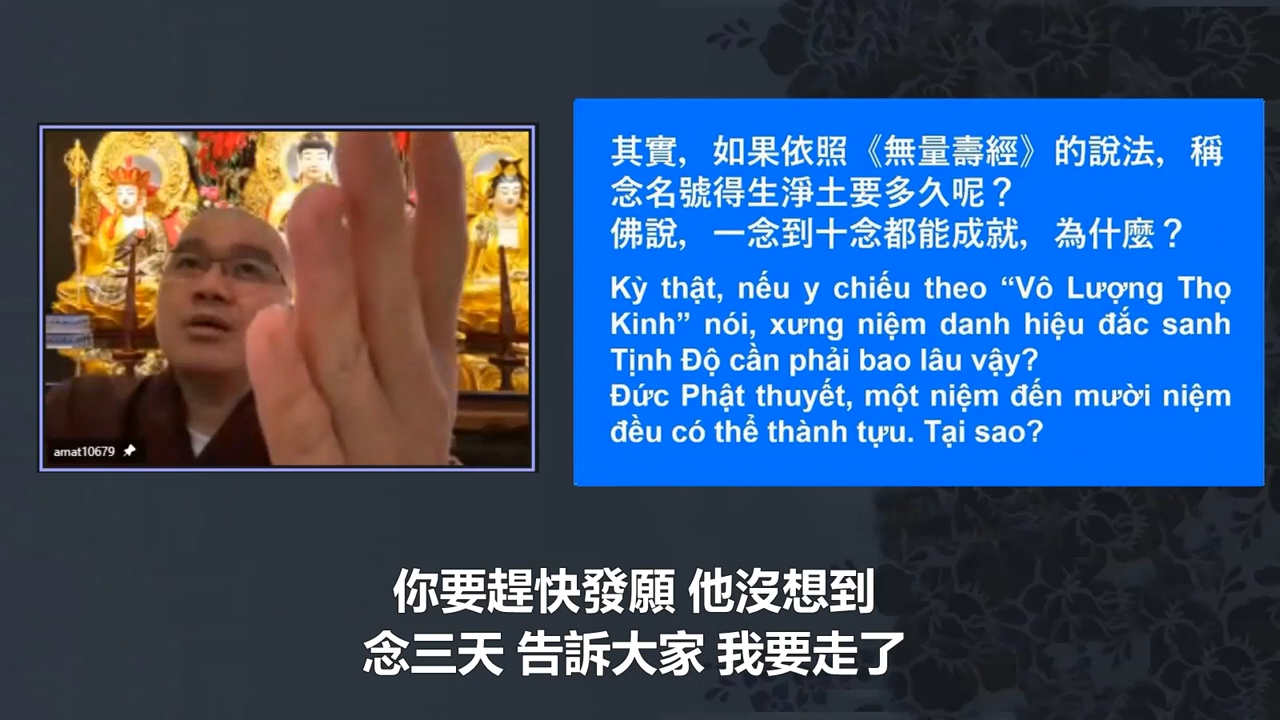 其實，如果依照《無量壽經》的說法，稱
念名號得生淨土要多久呢？
佛說，一念到十念都能成就，為什麼？
Kỳ thật, nếu y chiếu theo “Vô Lượng Thọ
Kinh” nói, xưng niệm danh hiệu đắc sanh
Tịnh Độ cần phải bao lâu vậy?
Đức Phật thuyết, một niệm đến mười niệm
đều có thể thành tựu. Tại sao?
amat10679
你要趕快發願 他沒想到
念三天 告訴大家 我要走了